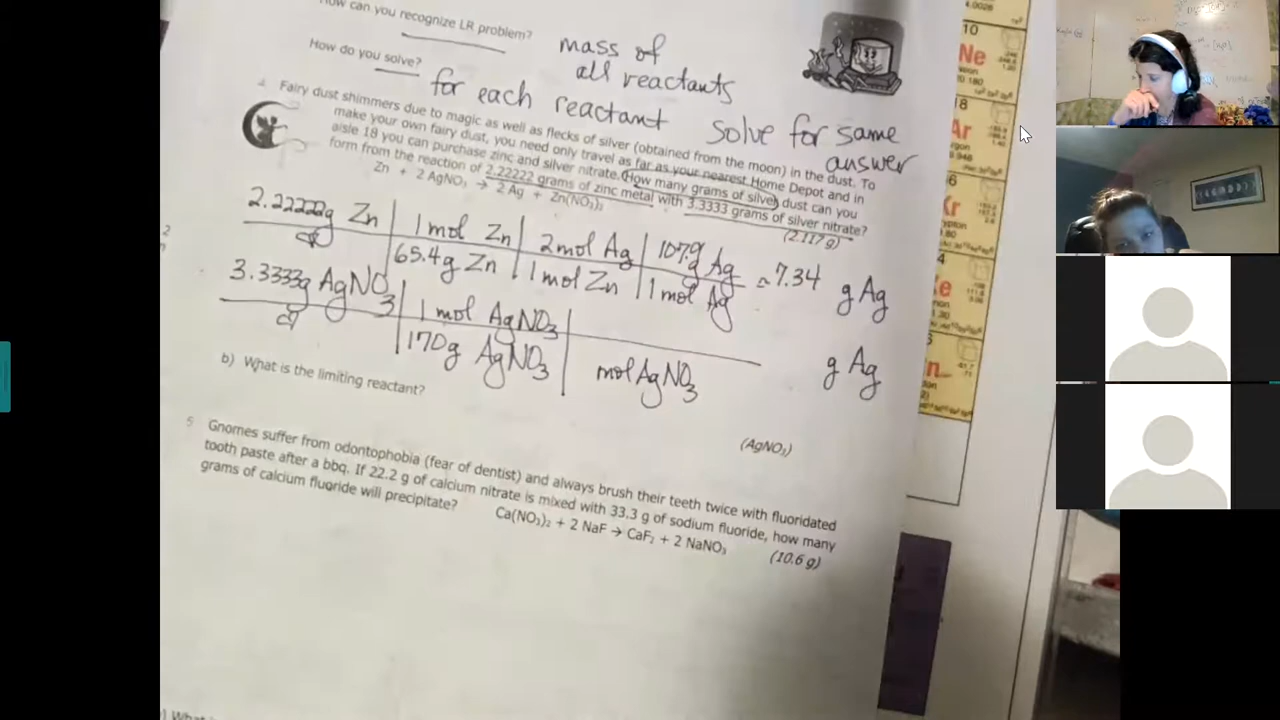 How can you recognize LR problem?
mass of
all reactants
How do you solve?
for each reactant solve for same
answer
4. Fairy dust shimmers due to magic as well as flecks of silver (obtained from the moon) in the dust. To
make your own fairy dust, you need only travel as far as your nearest Home Depot and in
aisle 18 you can purchase zinc and silver nitrate. How many grams of silver dust can you
form from the reaction of 2.22222 grams of zinc metal with 3.3333 grams of silver nitrate?
Zn + 2 AgNO3 → 2 Ag + Zn(NO3)2
(2.117 g)
2.22222g Zn | 1 mol Zn | 2 mol Ag | 107.9g Ag
65.4g Zn | 1 mol Zn | 1 mol Ag
≈7.34 g Ag
3.3333g AgNO3 | 1 mol AgNO3
170g AgNO3 | mol AgNO3
g Ag
b) What is the limiting reactant?
(AgNO3)
5 Gnomes suffer from odontophobia (fear of dentist) and always brush their teeth twice with fluoridated
tooth paste after a bbq. If 22.2 g of calcium nitrate is mixed with 33.3 g of sodium fluoride, how many
grams of calcium fluoride will precipitate?
Ca(NO3)2 + 2 NaF → CaF2 + 2 NaNO3
(10.6 g)
10
Ne
18
Ar